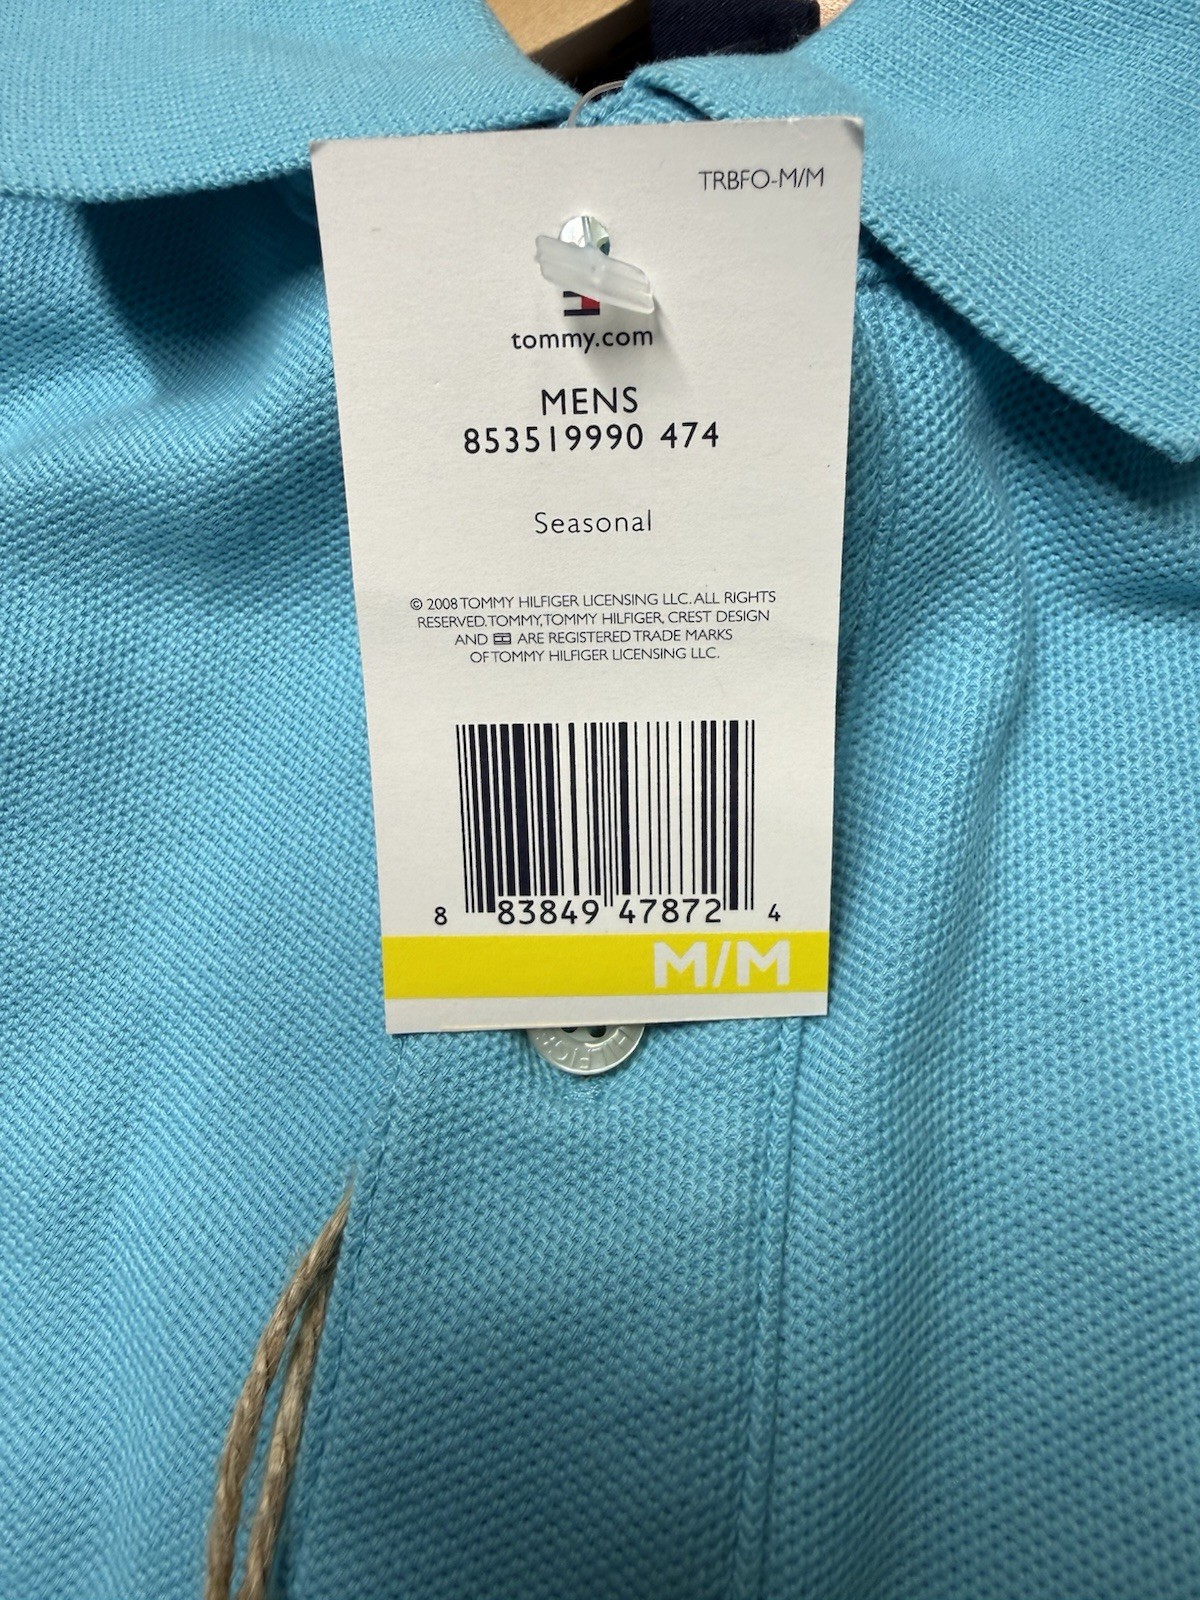 TRBFO-M/M
tommy.com
MENS
853519990 474
Seasonal
© 2008 TOMMY HILFIGER LICENSING LLC. ALL RIGHTS
RESERVED. TOMMY, TOMMY HILFIGER, CREST DESIGN
AND ARE REGISTERED TRADE MARKS
OF TOMMY HILFIGER LICENSING LLC.
8 83849 47872 4
M/M